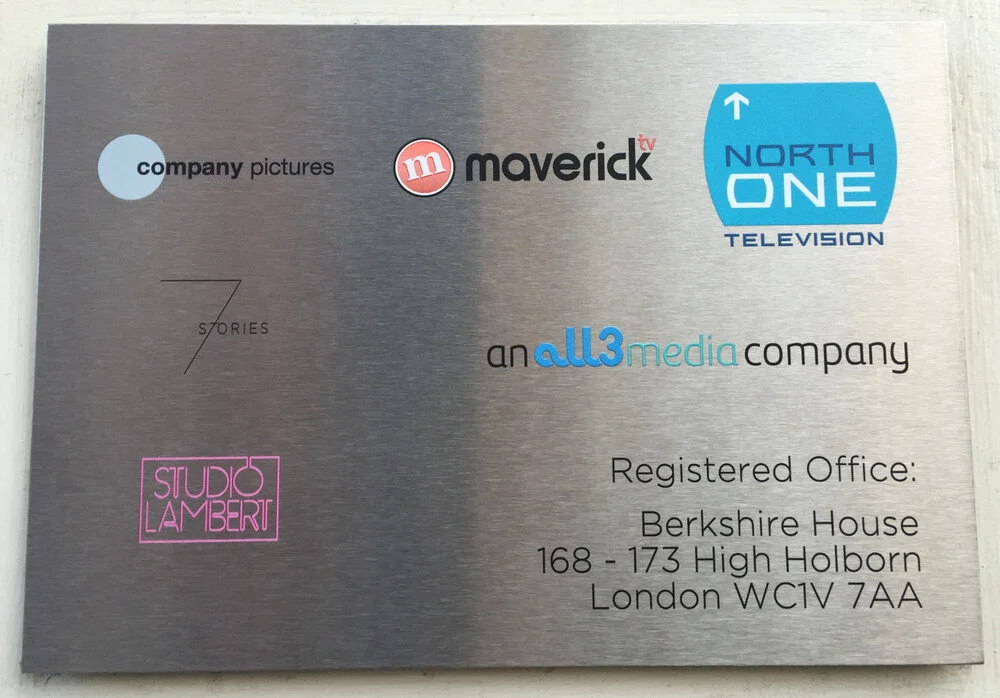 company pictures
m maverick tv
↑
NORTH
ONE
TELEVISION
7
STORIES
an all3media company
STUDIO
LAMBERT
Registered Office:
Berkshire House
168 - 173 High Holborn
London WC1V 7AA